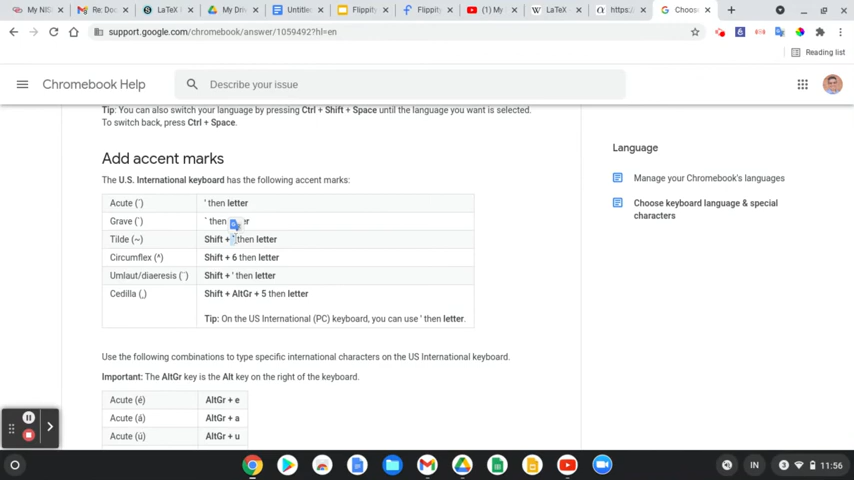 My NIS
Re: Doc
LaTeX
My Driv
Untitle
Flippity
Flippity
(1) My
LaTeX
https:
Choos
support.google.com/chromebook/answer/1059492?hl=en
Reading list
Chromebook Help
Describe your issue
Tip: You can also switch your language by pressing Ctrl + Shift + Space until the language you want is selected.
To switch back, press Ctrl + Space.
Add accent marks
The U.S. International keyboard has the following accent marks:
Acute (´) ' then letter
Grave (`) ` then er
Tilde (~) Shift + ` then letter
Circumflex (^) Shift + 6 then letter
Umlaut/diaeresis (¨) Shift + ' then letter
Cedilla (¸) Shift + AltGr + 5 then letter
Tip: On the US International (PC) keyboard, you can use ' then letter.
Use the following combinations to type specific international characters on the US International keyboard.
Important: The AltGr key is the Alt key on the right of the keyboard.
Acute (é) AltGr + e
Acute (á) AltGr + a
Acute (ú) AltGr + u
Language
Manage your Chromebook's languages
Choose keyboard language & special
characters
IN
3
11:56